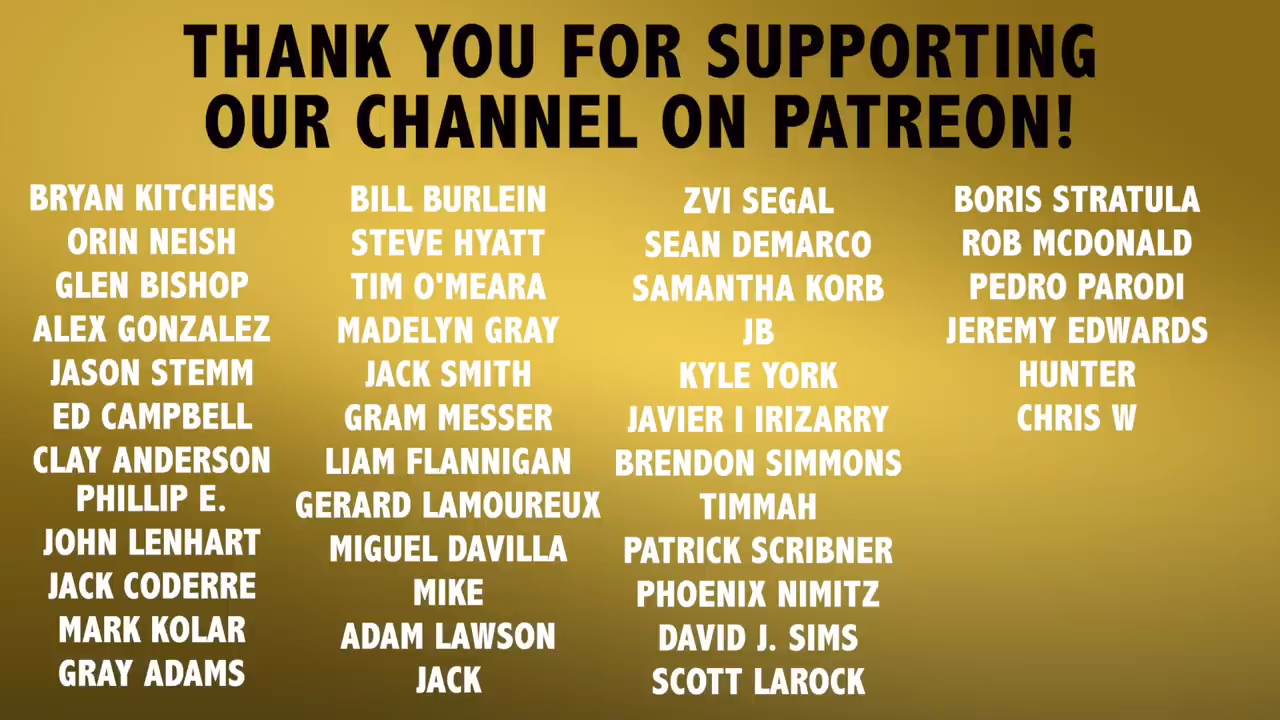 THANK YOU FOR SUPPORTING
OUR CHANNEL ON PATREON!
BRYAN KITCHENS
ORIN NEISH
GLEN BISHOP
ALEX GONZALEZ
JASON STEMM
ED CAMPBELL
CLAY ANDERSON
PHILLIP E.
JOHN LENHART
JACK CODERRE
MARK KOLAR
GRAY ADAMS
BILL BURLEIN
STEVE HYATT
TIM O'MEARA
MADELYN GRAY
JACK SMITH
GRAM MESSER
LIAM FLANNIGAN
GERARD LAMOUREUX
MIGUEL DAVILLA
MIKE
ADAM LAWSON
JACK
ZVI SEGAL
SEAN DEMARCO
SAMANTHA KORB
JB
KYLE YORK
JAVIER I IRIZARRY
BRENDON SIMMONS
TIMMAH
PATRICK SCRIBNER
PHOENIX NIMITZ
DAVID J. SIMS
SCOTT LAROCK
BORIS STRATULA
ROB MCDONALD
PEDRO PARODI
JEREMY EDWARDS
HUNTER
CHRIS W